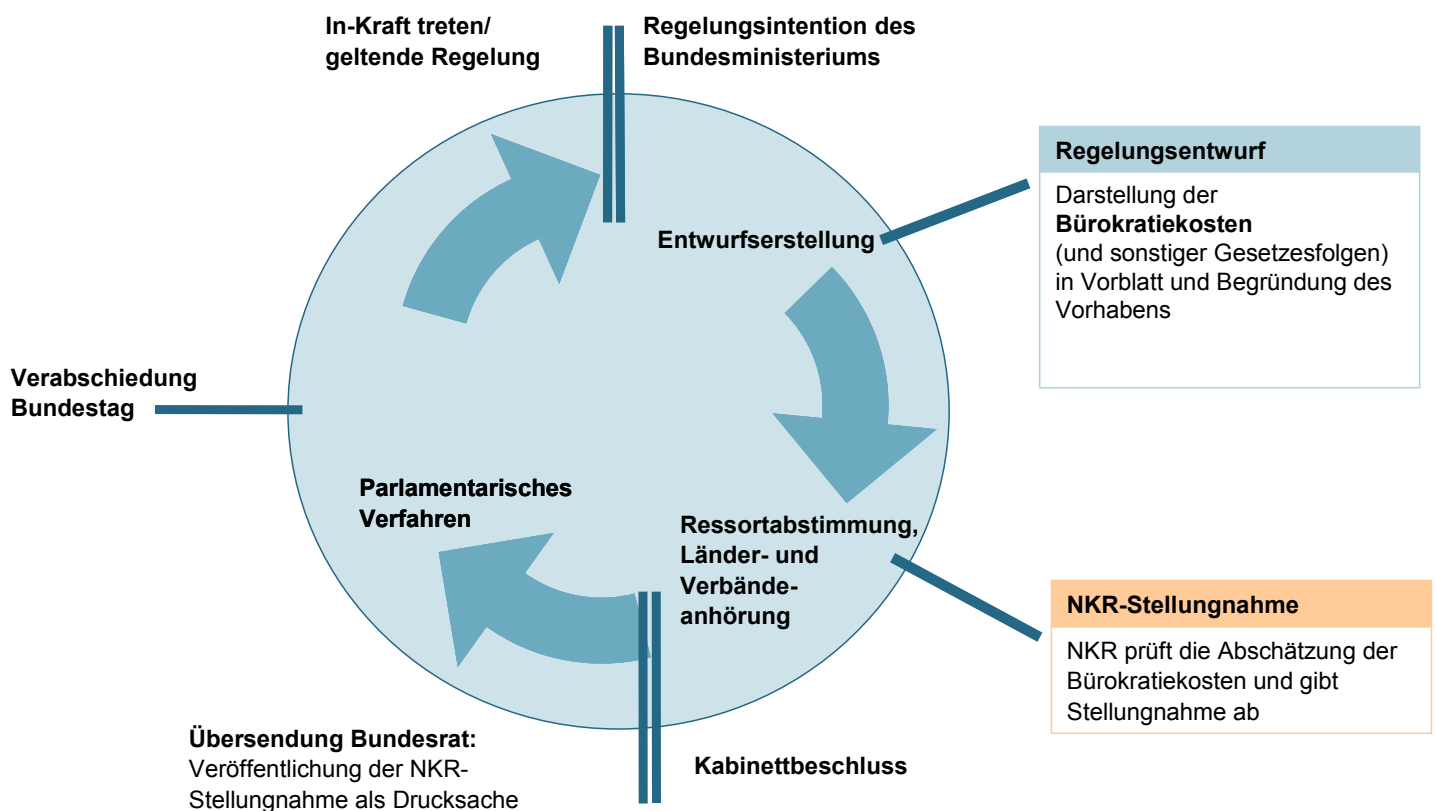 In-Kraft treten/
geltende Regelung
Regelungsintention des
Bundesministeriums
Entwurfserstellung
Regelungsentwurf
Darstellung der
Bürokratiekosten
(und sonstiger Gesetzesfolgen)
in Vorblatt und Begründung des
Vorhabens
Ressortabstimmung,
Länder- und
Verbände-
anhörung
NKR-Stellungnahme
NKR prüft die Abschätzung der
Bürokratiekosten und gibt
Stellungnahme ab
Kabinettbeschluss
Übersendung Bundesrat:
Veröffentlichung der NKR-
Stellungnahme als Drucksache
Parlamentarisches
Verfahren
Verabschiedung
Bundestag